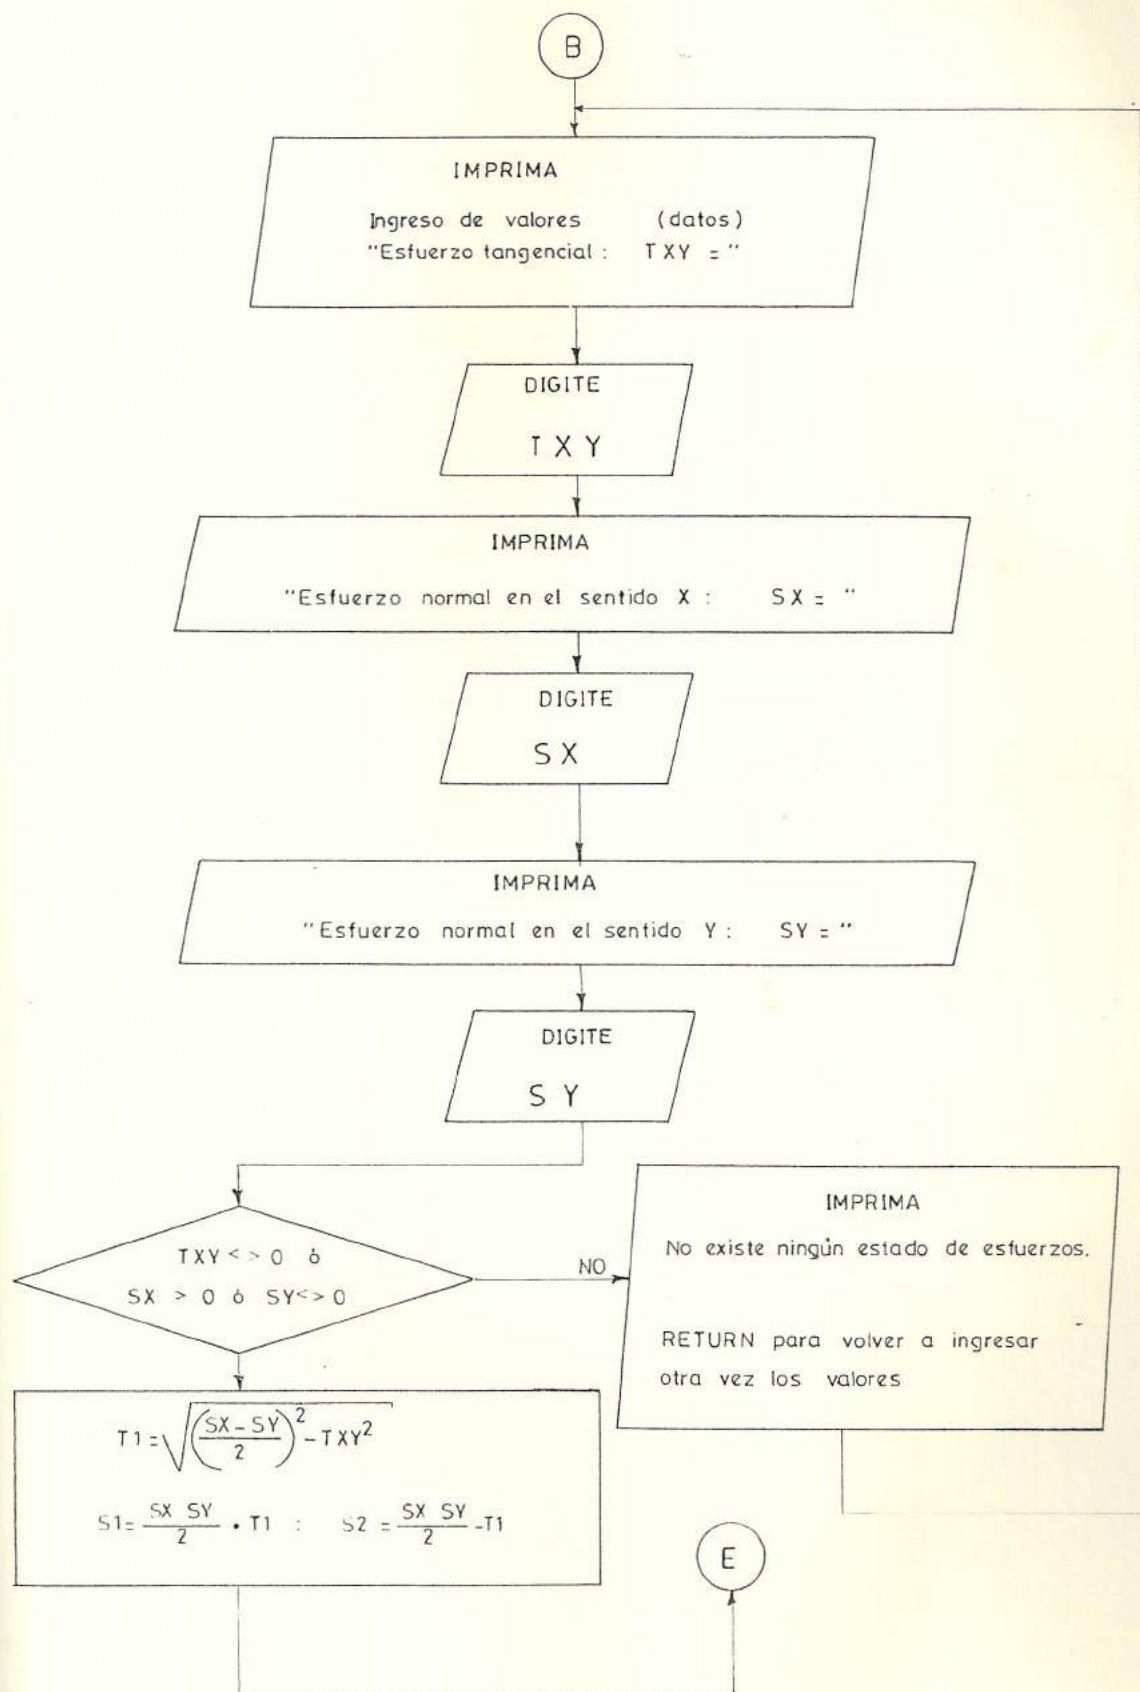 B
IMPRIMA
Ingreso de valores (datos)
"Esfuerzo tangencial : TXY = "
DIGITE
TXY
IMPRIMA
"Esfuerzo normal en el sentido X : SX = "
DIGITE
SX
IMPRIMA
"Esfuerzo normal en el sentido Y : SY = "
DIGITE
SY
TXY < > 0 ó
SX > 0 ó SY<>0
NO
IMPRIMA
No existe ningún estado de esfuerzos.
RETURN para volver a ingresar
otra vez los valores
T1 = √((SX - SY)/2)² - TXY²
S1 = (SX SY)/2 • T1 : S2 = (SX SY)/2 - T1
E